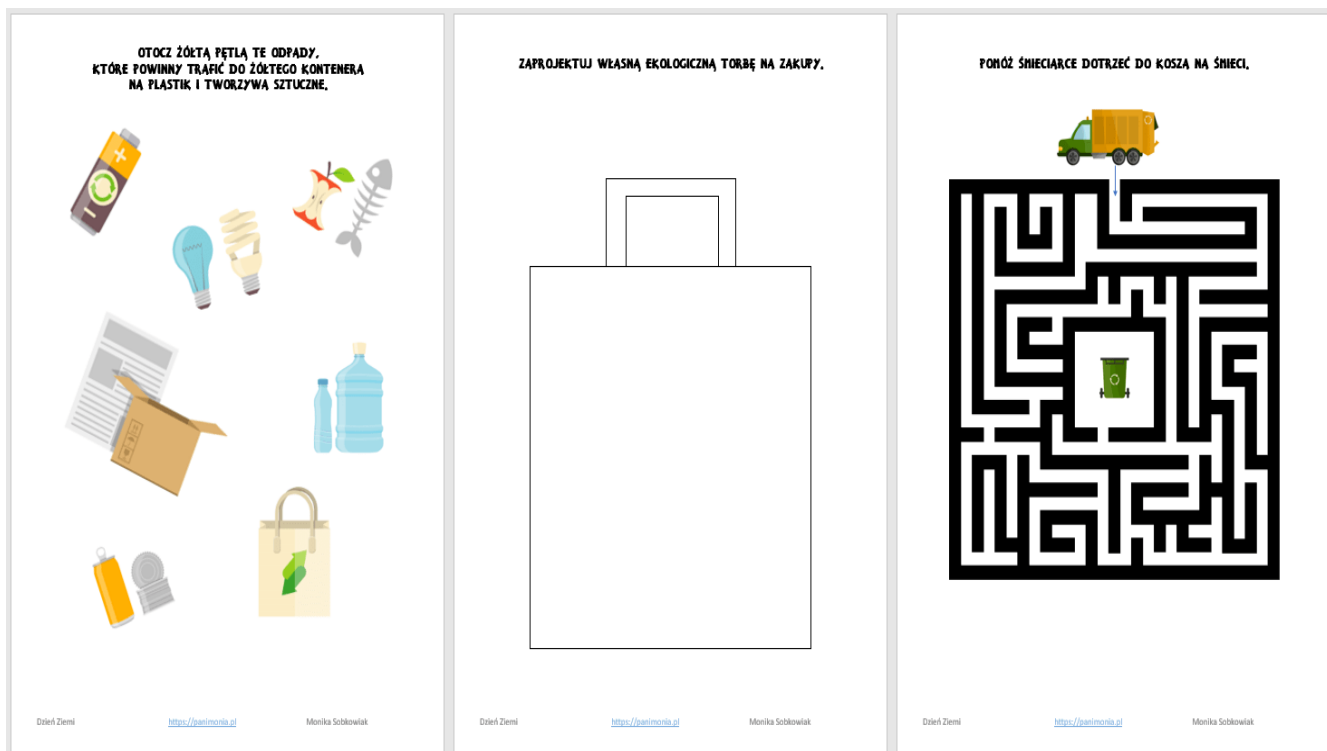 OTOCZ ŻÓŁTĄ PĘTLĄ TE ODPADY,
KTÓRE POWINNY TRAFIĆ DO ŻÓŁTEGO KONTENERA
NA PLASTIK I TWORZYWA SZTUCZNE.
Dzień Ziemi
https://panimonia.pl
Monika Sobkowiak
ZAPROJEKTUJ WŁASNĄ EKOLOGICZNĄ TORBĘ NA ZAKUPY.
Dzień Ziemi
https://panimonia.pl
Monika Sobkowiak
POMÓŻ ŚMIECIARCE DOTRZEĆ DO KOSZA NA ŚMIECI.
Dzień Ziemi
https://panimonia.pl
Monika Sobkowiak